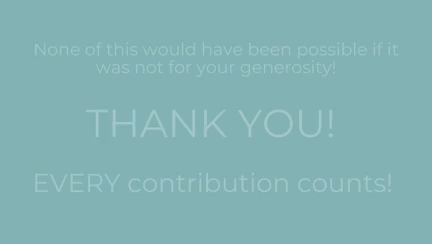 None of this would have been possible if it
was not for your generosity!
THANK YOU!
EVERY contribution counts!